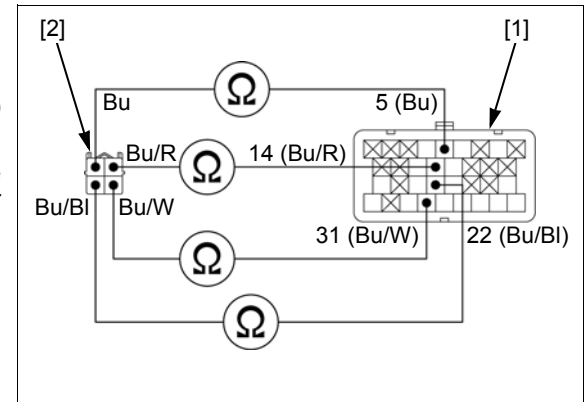 [2] [1]
Ω
Bu 5 (Bu)
Bu/R Ω 14 (Bu/R)
Bu/Bl Bu/W
31 (Bu/W) 22 (Bu/Bl)
Ω
Ω